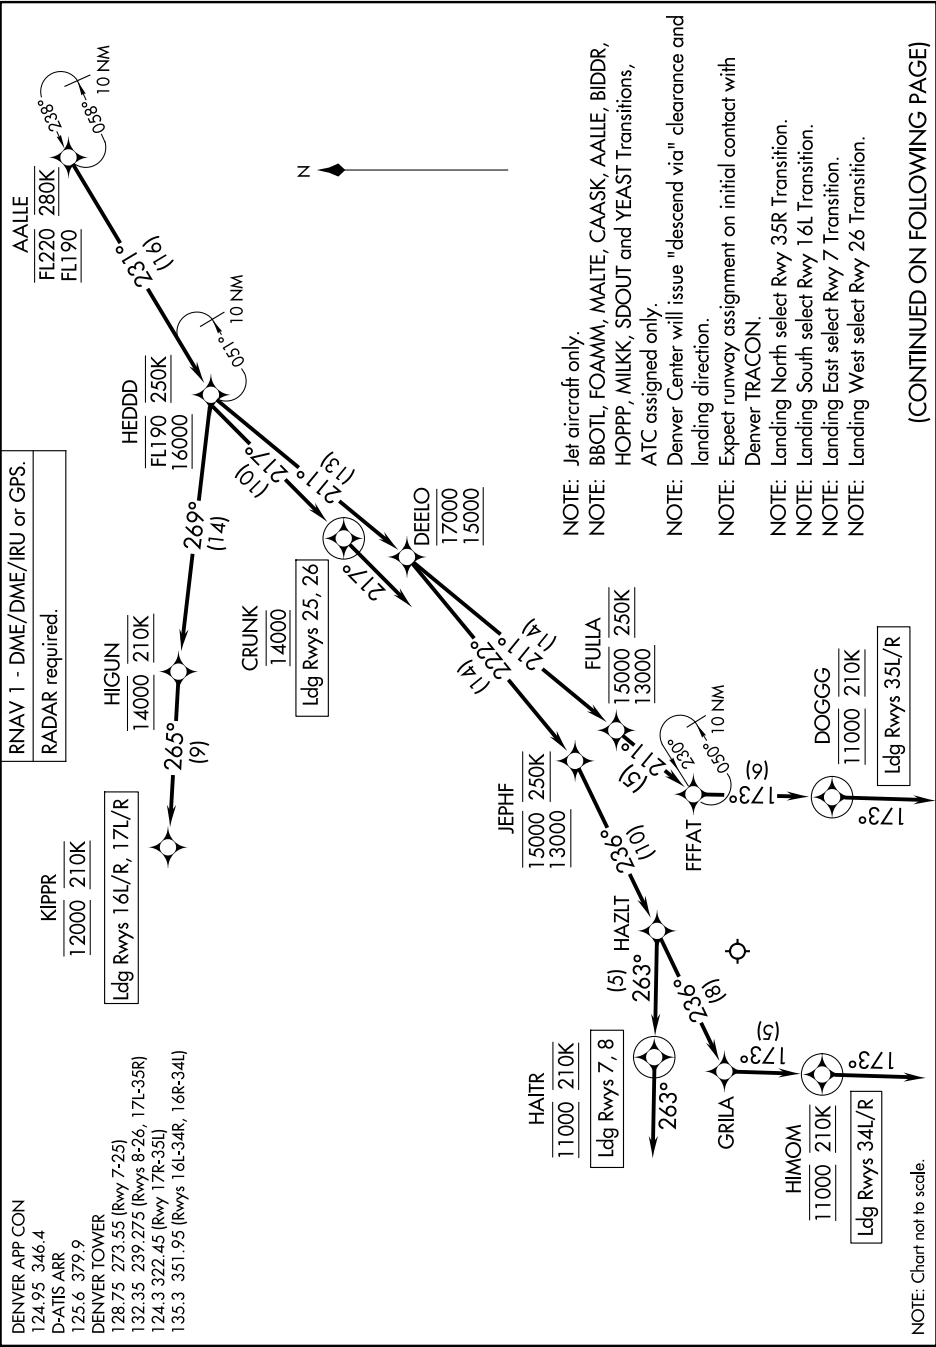 DENVER APP CON
124.95 346.4
D-ATIS ARR
125.6 379.9
DENVER TOWER
128.75 273.55 (Rwy 7-25)
132.35 239.275 (Rwys 8-26, 17L-35R)
124.3 322.45 (Rwy 17R-35L)
135.3 351.95 (Rwys 16L-34R, 16R-34L)
RNAV 1 - DME/DME/IRU or GPS.
RADAR required.
AALLE
FL220 280K
FL190
238°
058°
10 NM
231°
(19)
HEDDD
FL190 250K
16000
051°
10 NM
269°
(14)
HIGUN
14000 210K
265°
(9)
KIPPR
12000 210K
Ldg Rwys 16L/R, 17L/R
217°
(10)
CRUNK
14000
Ldg Rwys 25, 26
217°
211°
(13)
DEELO
17000
15000
222°
(14)
211°
(14)
JEPHF
15000 250K
13000
FULLA
15000 250K
13000
211°
(5)
FFFAT
230°
050°
10 NM
173°
(6)
DOGGG
11000 210K
Ldg Rwys 35L/R
173°
236°
(10)
HAZLT
263°
(5)
HAITR
11000 210K
Ldg Rwys 7, 8
263°
236°
(8)
GRILA
173°
(5)
HIMOM
11000 210K
Ldg Rwys 34L/R
173°
N
NOTE: Jet aircraft only.
NOTE: BBOTL, FOAMM, MALTE, CAASK, AALLE, BIDDR,
HOPPP, MILKK, SDOUT and YEAST Transitions,
ATC assigned only.
NOTE: Denver Center will issue "descend via" clearance and
landing direction.
NOTE: Expect runway assignment on initial contact with
Denver TRACON.
NOTE: Landing North select Rwy 35R Transition.
NOTE: Landing South select Rwy 16L Transition.
NOTE: Landing East select Rwy 7 Transition.
NOTE: Landing West select Rwy 26 Transition.
NOTE: Chart not to scale.
(CONTINUED ON FOLLOWING PAGE)